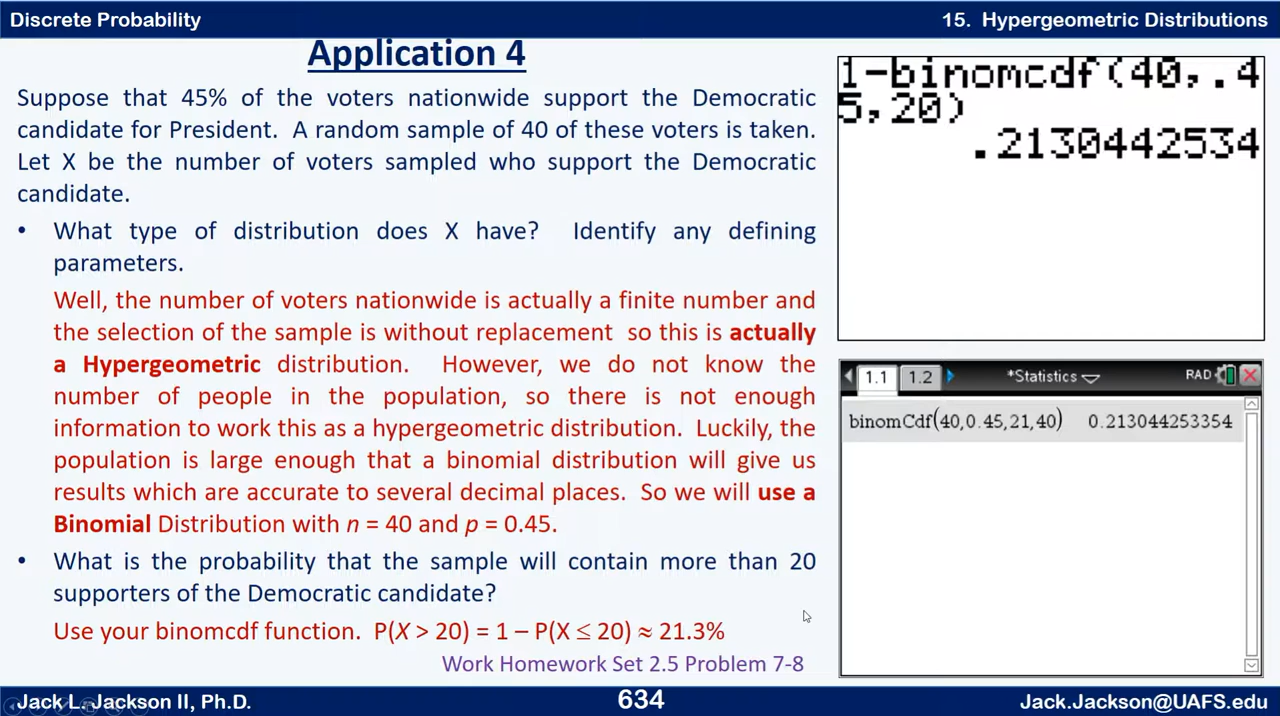 Discrete Probability
15. Hypergeometric Distributions
Application 4
Suppose that 45% of the voters nationwide support the Democratic
candidate for President. A random sample of 40 of these voters is taken.
Let X be the number of voters sampled who support the Democratic
candidate.
• What type of distribution does X have? Identify any defining
parameters.
Well, the number of voters nationwide is actually a finite number and
the selection of the sample is without replacement so this is actually
a Hypergeometric distribution. However, we do not know the
number of people in the population, so there is not enough
information to work this as a hypergeometric distribution. Luckily, the
population is large enough that a binomial distribution will give us
results which are accurate to several decimal places. So we will use a
Binomial Distribution with n = 40 and p = 0.45.
• What is the probability that the sample will contain more than 20
supporters of the Democratic candidate?
Use your binomcdf function. P(X > 20) = 1 – P(X ≤ 20) ≈ 21.3%
Work Homework Set 2.5 Problem 7-8
1-binomcdf(40,.4
5,20)
.2130442534
1.1 1.2 *Statistics RAD
binomCdf(40,0.45,21,40) 0.213044253354
Jack L. Jackson II, Ph.D.
634
Jack.Jackson@UAFS.edu